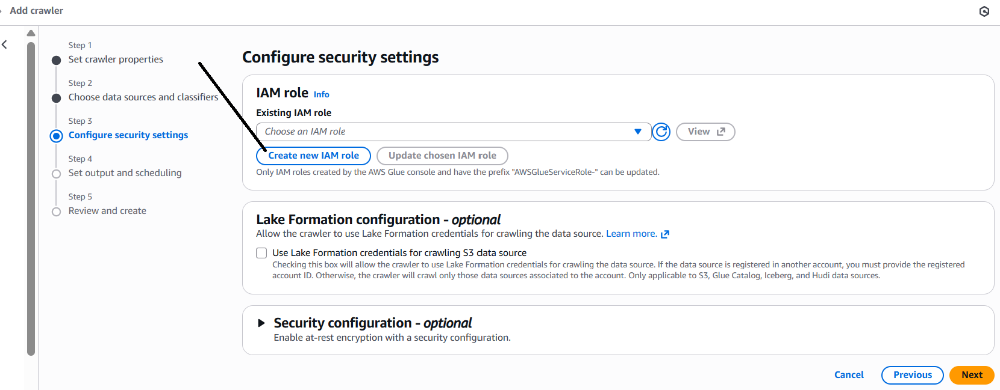 Add crawler
Step 1
Set crawler properties
Step 2
Choose data sources and classifiers
Step 3
Configure security settings
Step 4
Set output and scheduling
Step 5
Review and create
Configure security settings
IAM role Info
Existing IAM role
Choose an IAM role
View
Create new IAM role Update chosen IAM role
Only IAM roles created by the AWS Glue console and have the prefix "AWSGlueServiceRole-" can be updated.
Lake Formation configuration - optional
Allow the crawler to use Lake Formation credentials for crawling the data source. Learn more.
Use Lake Formation credentials for crawling S3 data source
Checking this box will allow the crawler to use Lake Formation credentials for crawling the data source. If the data source is registered in another account, you must provide the registered
account ID. Otherwise, the crawler will crawl only those data sources associated to the account. Only applicable to S3, Glue Catalog, Iceberg, and Hudi data sources.
Security configuration - optional
Enable at-rest encryption with a security configuration.
Cancel Previous Next